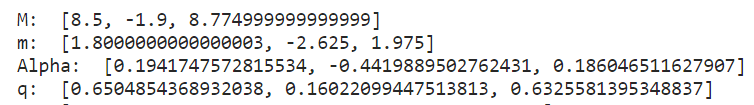 M:  [8.5, -1.9, 8.774999999999999]
m:  [1.8000000000000003, -2.625, 1.975]
Alpha:  [0.1941747572815534, -0.4419889502762431, 0.186046511627907]
q:  [0.6504854368932038, 0.16022099447513813, 0.6325581395348837]